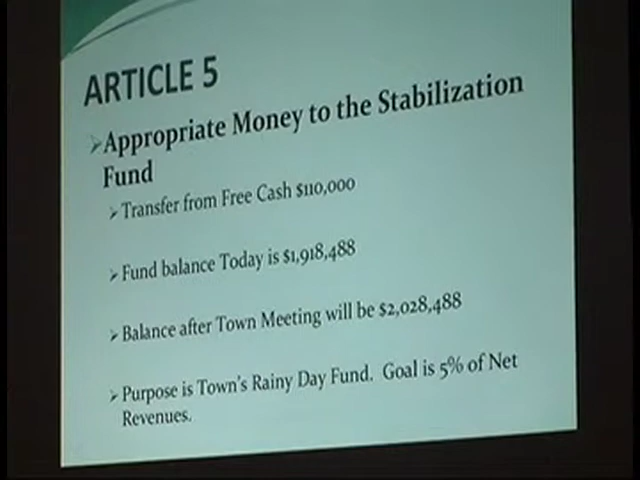 ARTICLE 5
➢Appropriate Money to the Stabilization
Fund
➢Transfer from Free Cash $110,000
➢Fund balance Today is $1,918,488
➢Balance after Town Meeting will be $2,028,488
➢Purpose is Town's Rainy Day Fund. Goal is 5% of Net
Revenues.